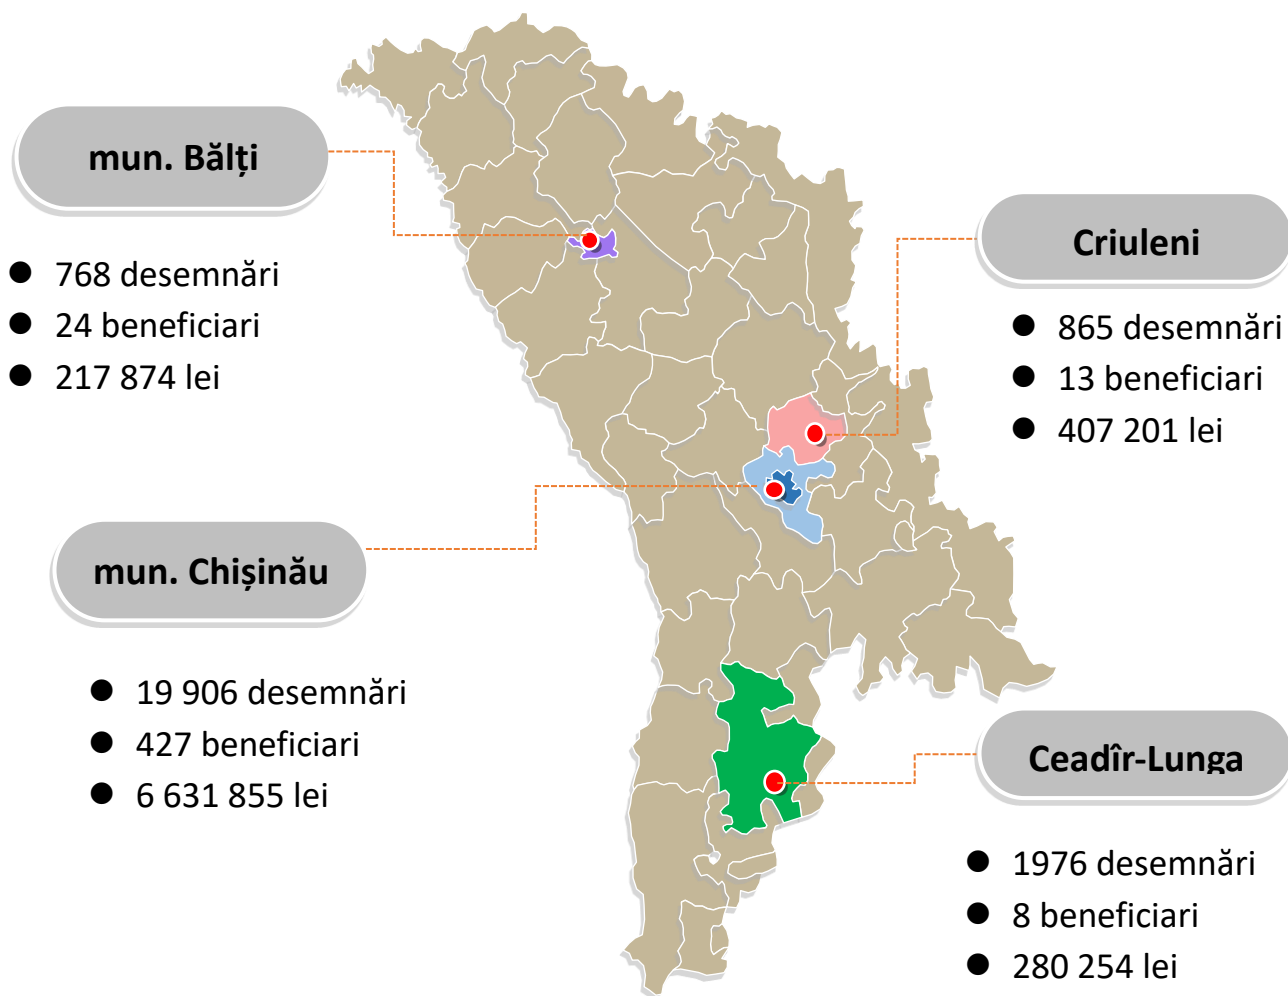 mun. Bălți
● 768 desemnări
● 24 beneficiari
● 217 874 lei
Criuleni
● 865 desemnări
● 13 beneficiari
● 407 201 lei
mun. Chișinău
● 19 906 desemnări
● 427 beneficiari
● 6 631 855 lei
Ceadîr-Lunga
● 1976 desemnări
● 8 beneficiari
● 280 254 lei